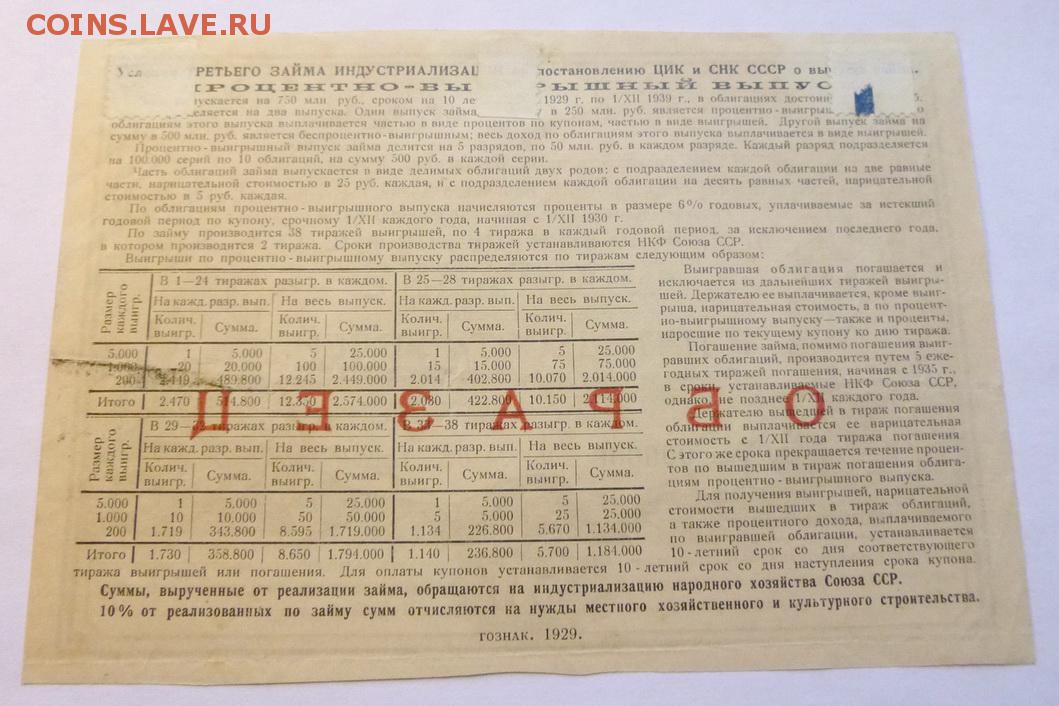 COINS.LAVE.RU
РЕТЬЕГО ЗАЙМА ИНДУСТРИАЛИЗАЦ остановлению ЦИК и СНК СССР о
РОЦЕНТНО-ВЫ РЫШНЫЙ ВЫПУС
ускается на 750 млн руб., сроком на 10 ле 1929 г. по 1/XII 1939 г., в облигациях достоин
еляется на два выпуска. Один выпуск займа в 250 млн. руб. является процентно-выигрыш
облигациям этого выпуска выплачивается частью в виде процентов по купонам, частью в виде выигрышей. Другой выпуск займа на
сумму в 500 млн. руб. является беспроцентно-выигрышным; весь доход по облигациям этого выпуска выплачивается в виде выигрышей.
Процентно-выигрышный выпуск займа делится на 5 разрядов, по 50 млн. руб. в каждом разряде. Каждый разряд подразделяется
на 100.000 серий по 10 облигаций, на сумму 500 руб. в каждой серии.
Часть облигаций займа выпускается в виде делимых облигаций двух родов: с подразделением каждой облигации на две равные
части, нарицательной стоимостью в 25 руб. каждая, и с подразделением каждой облигации на десять равных частей, нарицательной
стоимостью в 5 руб. каждая.
По облигациям процентно-выигрышного выпуска начисляются проценты в размере 6% годовых, уплачиваемые за истекший
годовой период по купону, срочному 1/XII каждого года, начиная с 1/XII 1930 г.
По займу производится 38 тиражей выигрышей, по 4 тиража в каждый годовой период, за исключением последнего года,
в котором производится 2 тиража. Сроки производства тиражей устанавливаются НКФ Союза ССР.
Выигрыши по процентно-выигрышному выпуску распределяются по тиражам следующим образом:
Размер каждого выигр.
В 1—24 тиражах разыгр. в каждом. В 25—28 тиражах разыгр. в каждом.
На кажд. разр. вып. На весь выпуск. На кажд. разр. вып. На весь выпуск.
Колич. выигр. Сумма. Колич. выигр. Сумма. Колич. выигр. Сумма. Колич. выигр. Сумма.
5.000 1 5.000 5 25.000 1 5.000 5 25.000
1.000 20 20.000 100 100.000 15 15.000 75 75.000
200 2.449 489.800 12.245 2.449.000 2.014 402.800 10.070 2.014.000
Итого 2.470 514.800 12.350 2.574.000 2.030 422.800 10.150 2.114.000
ОБРАЗЕЦ
Размер каждого выигр.
В 29— тиражах разыгр. в каждом. В —38 тиражах разыгр. в каждом.
На кажд. разр. вып. На весь выпуск. На кажд. разр. вып. На весь выпуск.
Колич. выигр. Сумма. Колич. выигр. Сумма. Колич. выигр. Сумма. Колич. выигр. Сумма.
5.000 1 5.000 5 25.000 1 5.000 5 25.000
1.000 10 10.000 50 50.000 5 5.000 25 25.000
200 1.719 343.800 8.595 1.719.000 1.134 226.800 5.670 1.134.000
Итого 1.730 358.800 8.650 1.794.000 1.140 236.800 5.700 1.184.000
Выигравшая облигация погашается и
исключается из дальнейших тиражей выигры-
шей. Держателю ее выплачивается, кроме выиг-
рыша, нарицательная стоимость, а по процент-
но-выигрышному выпуску—также и проценты,
наросшие по текущему купону ко дню тиража.
Погашение займа, помимо погашения выиг-
равших облигаций, производится путем 5 еже-
годных тиражей погашения, начиная с 1935 г.,
в сроки, устанавливаемые НКФ Союза ССР,
однако, не позднее 1/XII каждого года.
Держателю вышедшей в тираж погашения
облигации выплачивается ее нарицательная
стоимость с 1/XII года тиража погашения.
С этого же срока прекращается течение процен-
тов по вышедшим в тираж погашения облига-
циям процентно-выигрышного выпуска.
Для получения выигрышей, нарицательной
стоимости вышедших в тираж облигаций,
а также процентного дохода, выплачиваемого
по выигравшей облигации, устанавливается
10-летний срок со дня соответствующего
тиража выигрышей или погашения. Для оплаты купонов устанавливается 10-летний срок со дня наступления срока купона.
Суммы, вырученные от реализации займа, обращаются на индустриализацию народного хозяйства Союза ССР.
10% от реализованных по займу сумм отчисляются на нужды местного хозяйственного и культурного строительства.
ГОЗНАК. 1929.